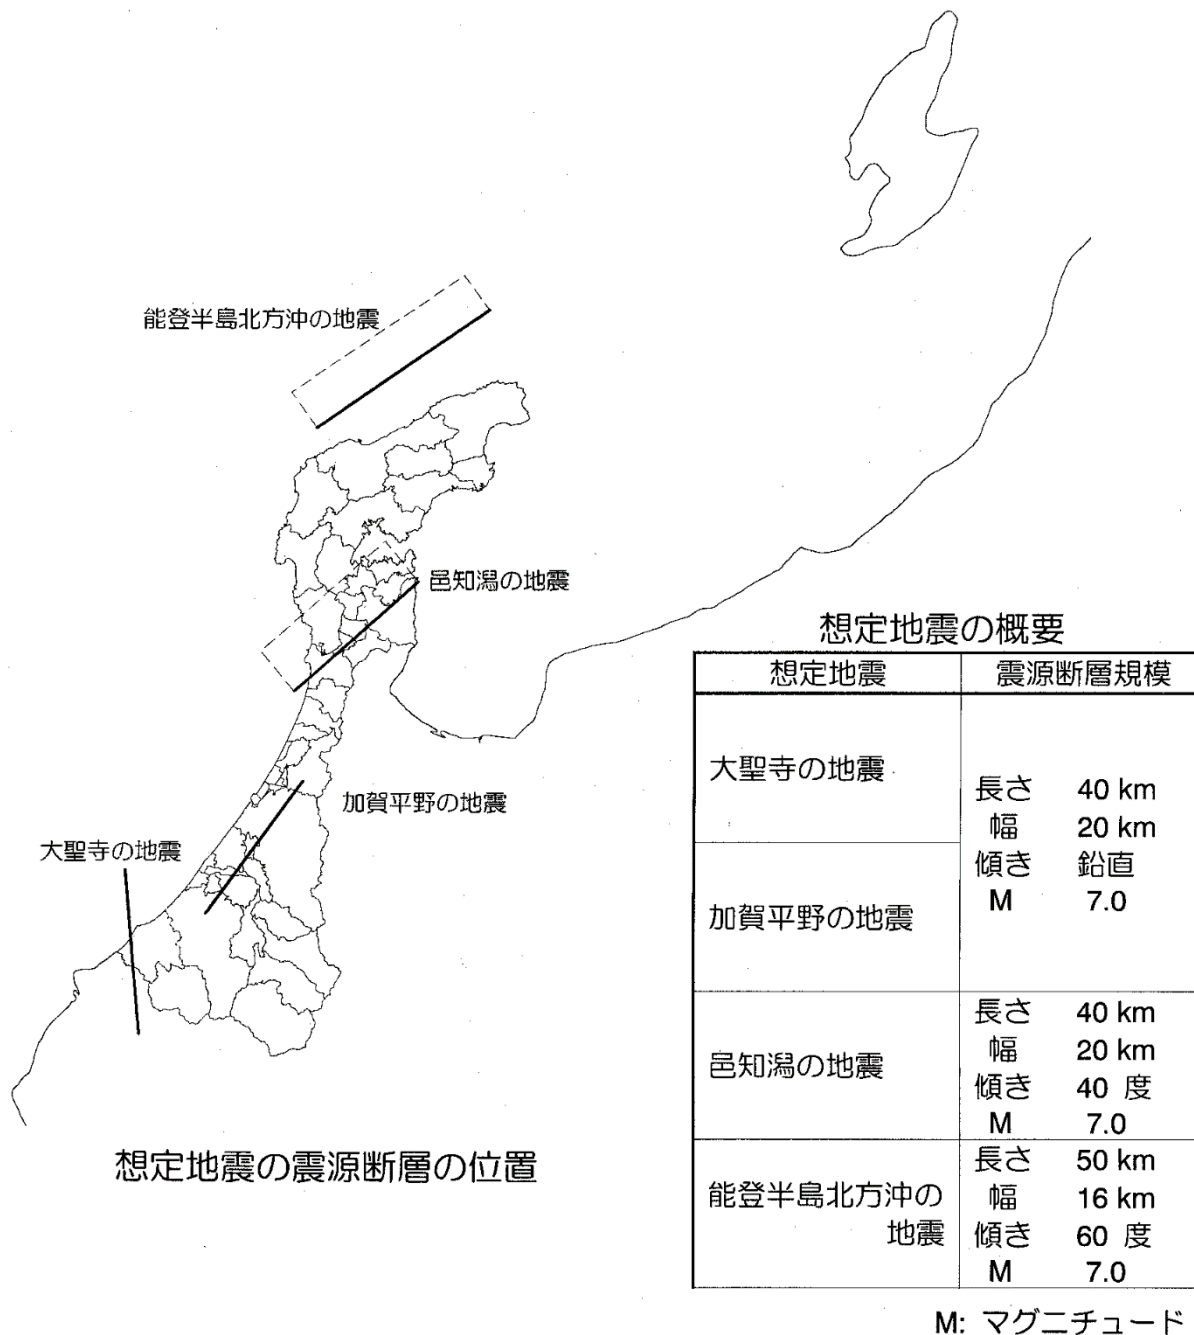 能登半島北方沖の地震
邑知潟の地震
加賀平野の地震
大聖寺の地震
想定地震の震源断層の位置
想定地震の概要
想定地震 震源断層規模
大聖寺の地震
加賀平野の地震
長さ 40 km
幅 20 km
傾き 鉛直
M 7.0
邑知潟の地震
長さ 40 km
幅 20 km
傾き 40 度
M 7.0
能登半島北方沖の
地震
長さ 50 km
幅 16 km
傾き 60 度
M 7.0
M: マグニチュード